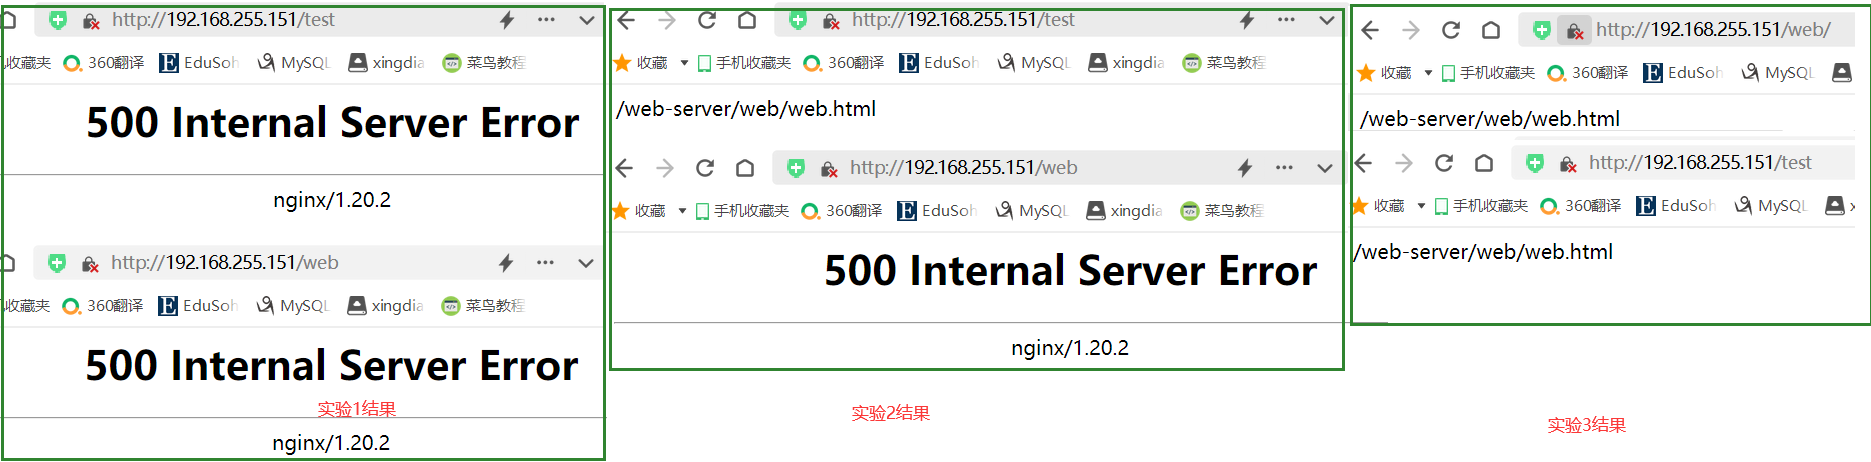 http://192.168.255.151/test
机收藏夹 360翻译 EduSoh MySQL xingdia 菜鸟教程
500 Internal Server Error
nginx/1.20.2
http://192.168.255.151/web
机收藏夹 360翻译 EduSoh MySQL xingdia 菜鸟教程
500 Internal Server Error
实验1结果
nginx/1.20.2
http://192.168.255.151/test
收藏 手机收藏夹 360翻译 EduSoh MySQL xingdia 菜鸟教程
/web-server/web/web.html
http://192.168.255.151/web
收藏 手机收藏夹 360翻译 EduSoh MySQL xingdia 菜鸟教程
500 Internal Server Error
nginx/1.20.2
实验2结果
http://192.168.255.151/web/
收藏 手机收藏夹 360翻译 EduSoh MySQL
/web-server/web/web.html
http://192.168.255.151/test
收藏 手机收藏夹 360翻译 EduSoh MySQL x
/web-server/web/web.html
实验3结果